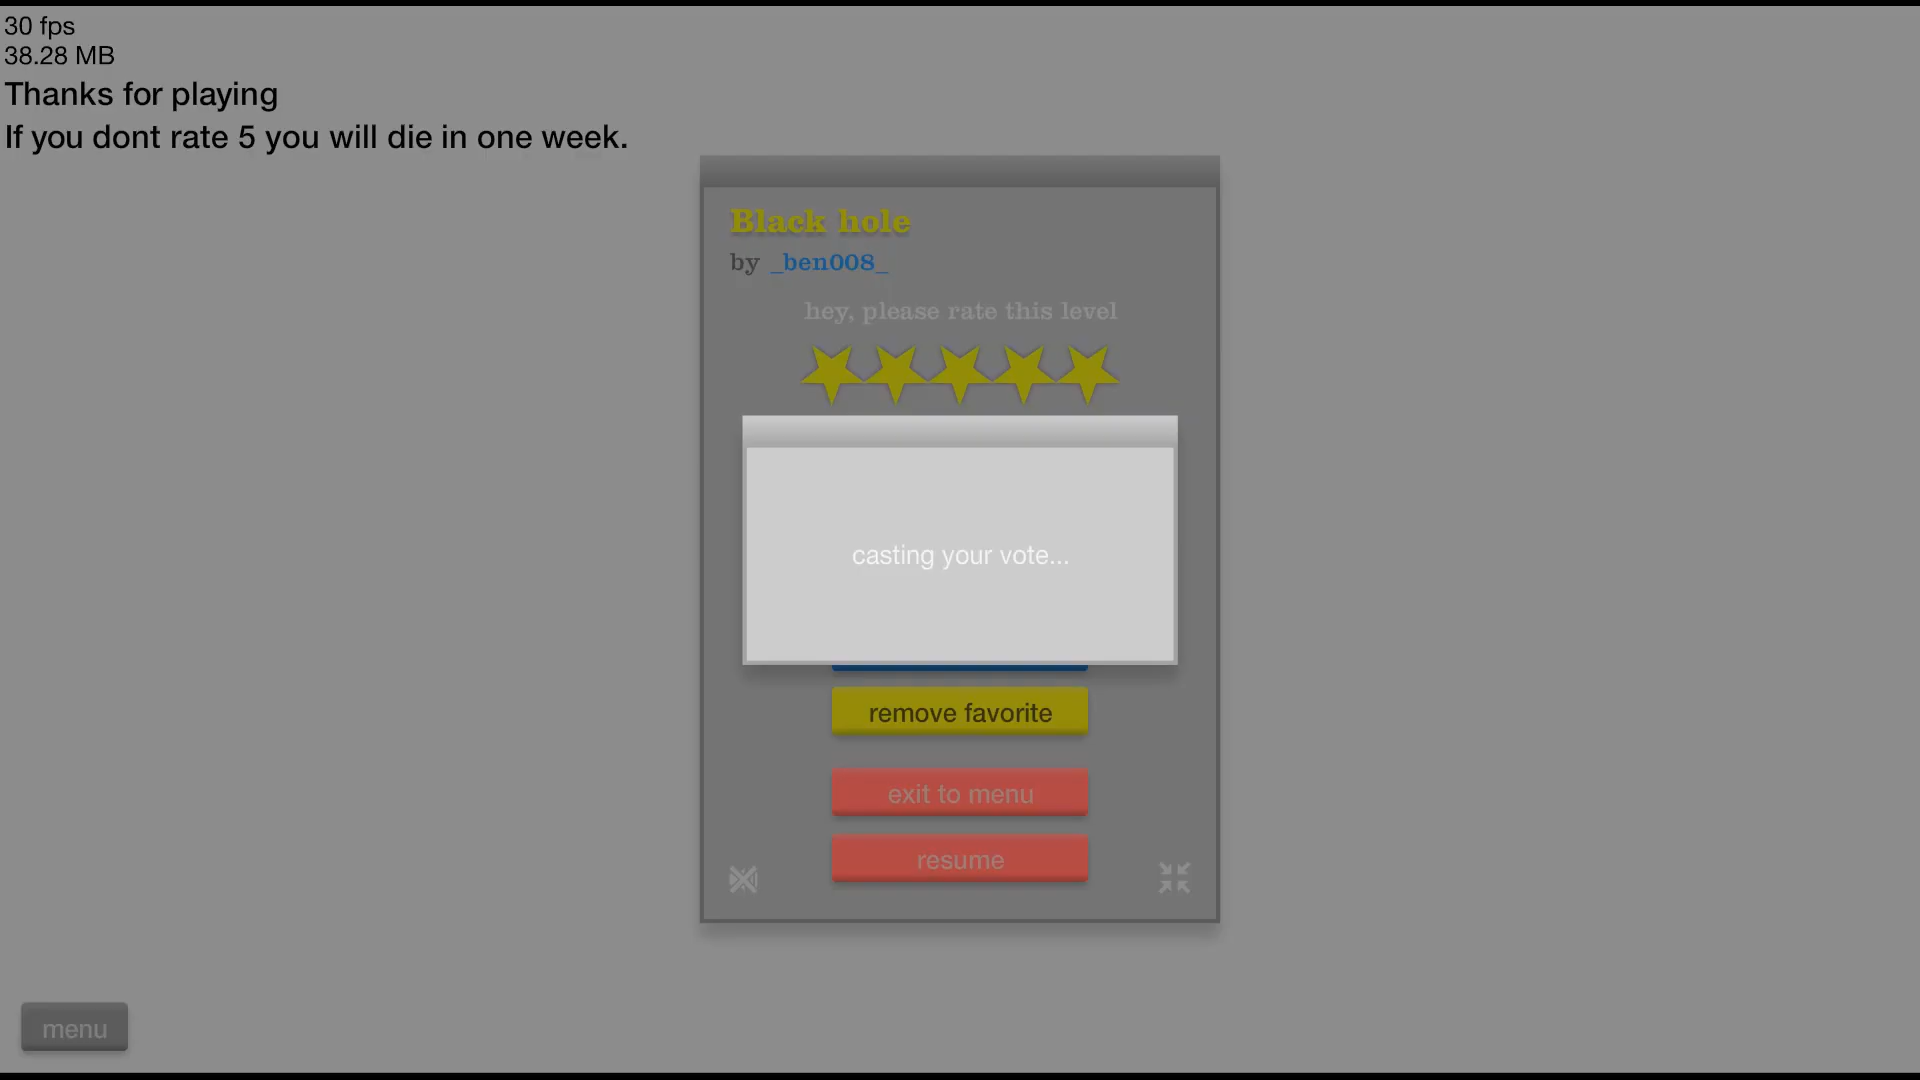 30 fps
38.28 MB
Thanks for playing
If you dont rate 5 you will die in one week.
Black hole
by _ben008_
hey, please rate this level
casting your vote...
remove favorite
exit to menu
resume
menu